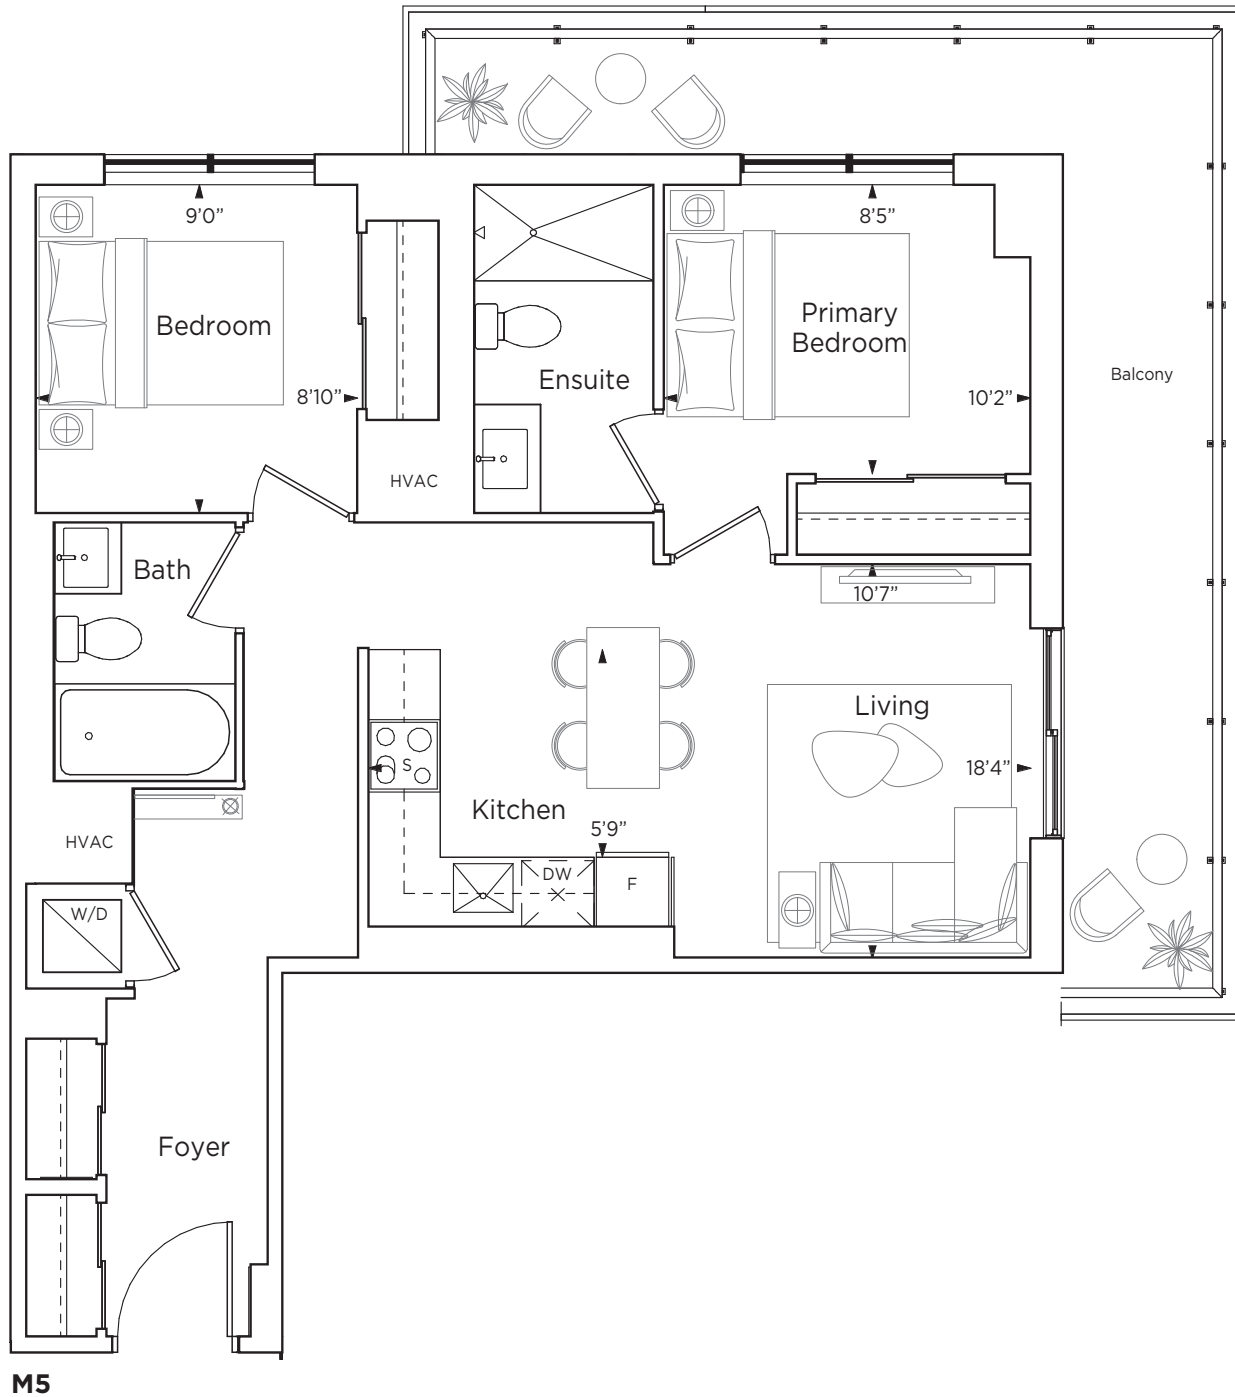 9’0”
8’5”
Bedroom
Primary
Bedroom
Ensuite
Balcony
8’10”
10’2”
HVAC
Bath
10’7”
Living
S
18’4”
Kitchen
5’9”
HVAC
DW
F
W/D
Foyer
M5